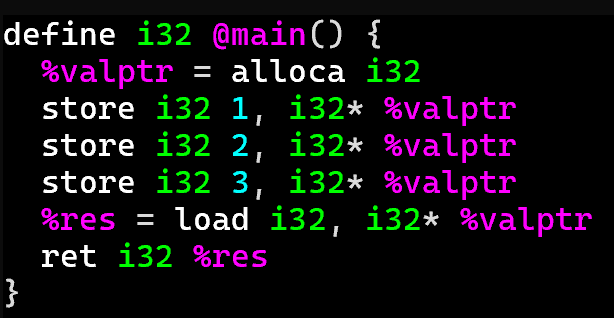 define i32 @main() {
  %valptr = alloca i32
  store i32 1, i32* %valptr
  store i32 2, i32* %valptr
  store i32 3, i32* %valptr
  %res = load i32, i32* %valptr
  ret i32 %res
}